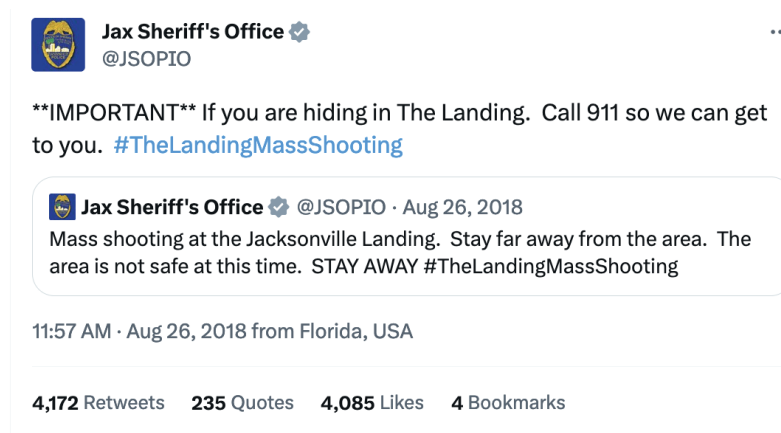 Jax Sheriff's Office
@JSOPIO
**IMPORTANT** If you are hiding in The Landing.  Call 911 so we can get
to you.  #TheLandingMassShooting
Jax Sheriff's Office @JSOPIO · Aug 26, 2018
Mass shooting at the Jacksonville Landing.  Stay far away from the area.  The
area is not safe at this time.  STAY AWAY #TheLandingMassShooting
11:57 AM · Aug 26, 2018 from Florida, USA
4,172 Retweets 235 Quotes 4,085 Likes 4 Bookmarks